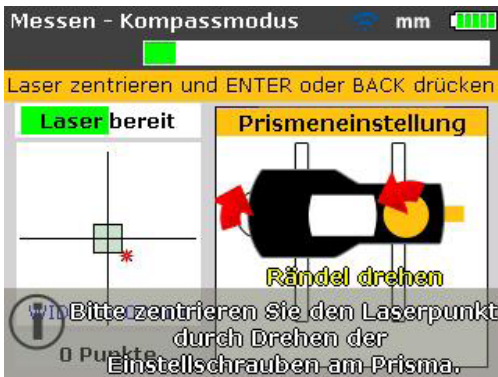 Messen - Kompassmodus mm
Laser zentrieren und ENTER oder BACK drücken
Laser bereit
Prismeneinstellung
Rändel drehen
Bitte zentrieren Sie den Laserpunkt
durch Drehen der
0 Punkte
Einstellschrauben am Prisma.